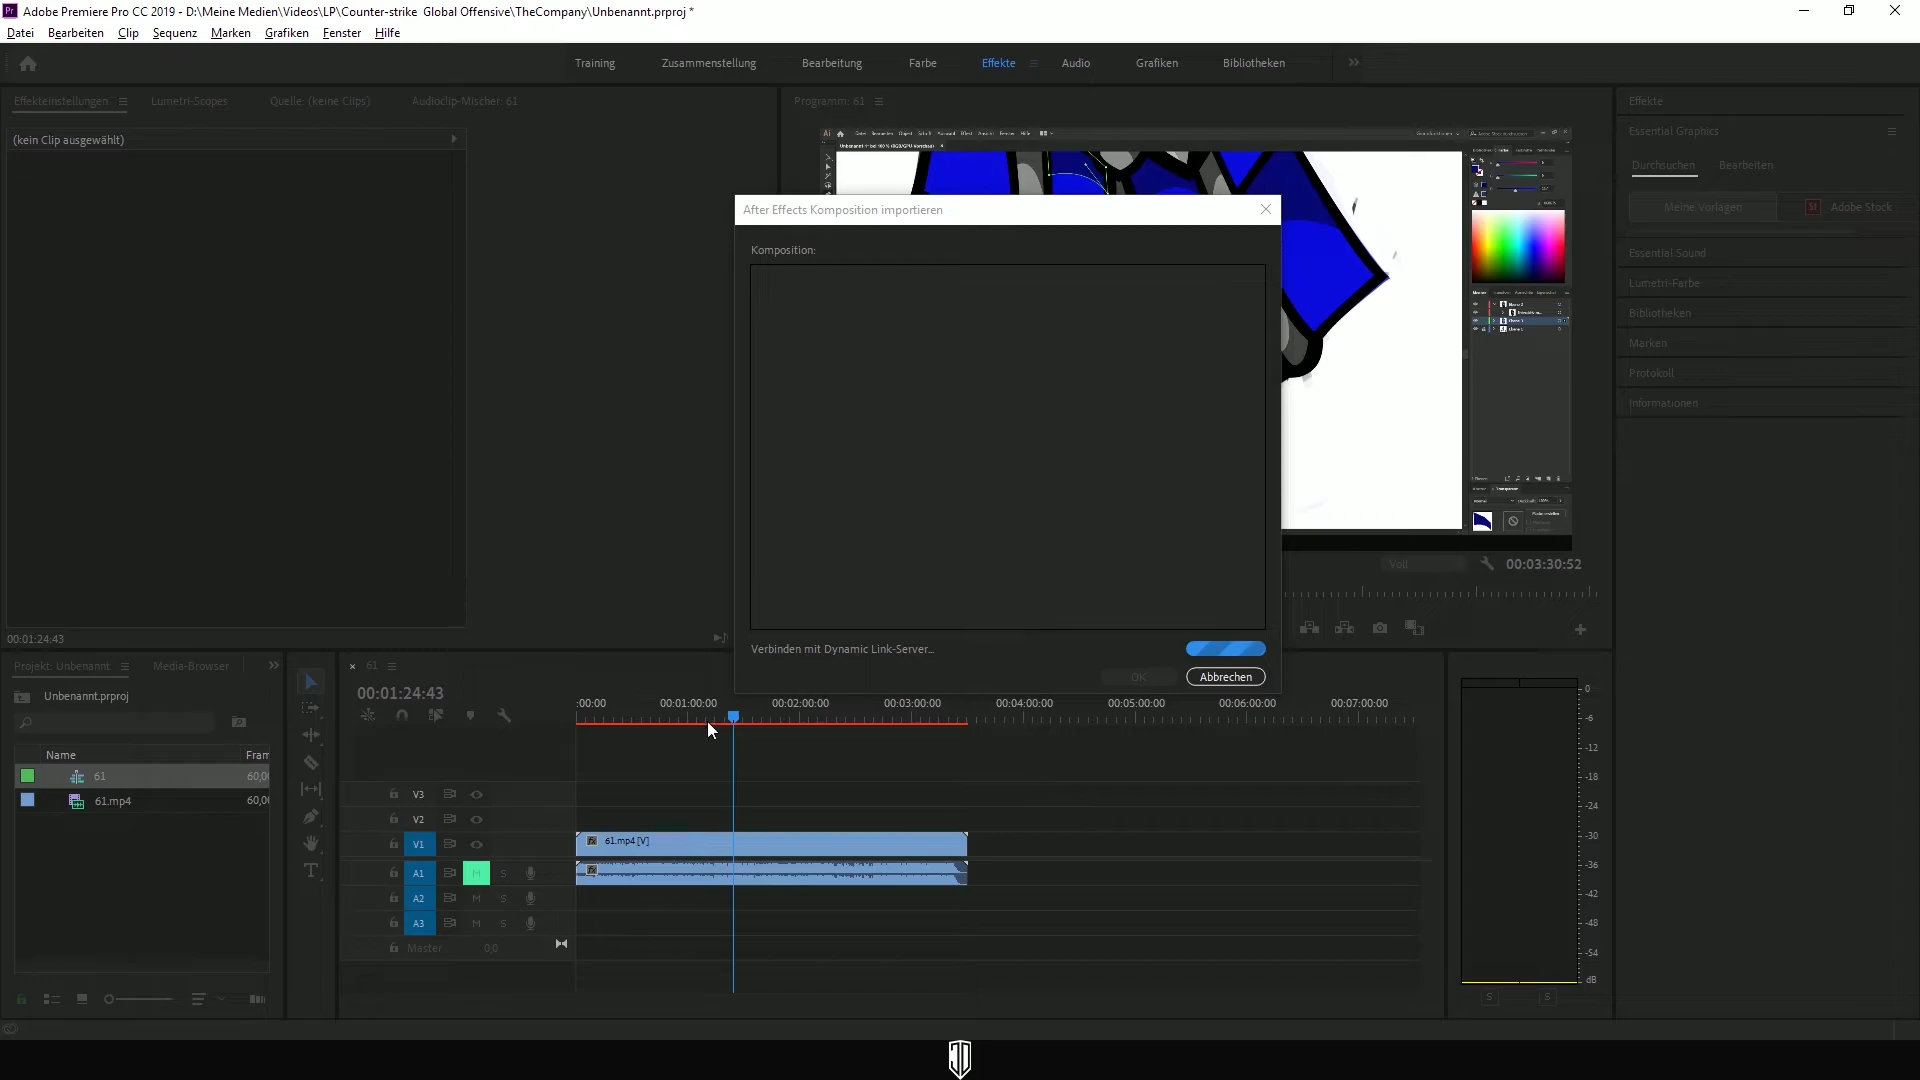 Adobe Premiere Pro CC 2019 - D:\Meine Medien\Videos\LP\Counter-strike Global Offensive\TheCompany\Unbenannt.prproj *
Datei Bearbeiten Clip Sequenz Marken Grafiken Fenster Hilfe
Training Zusammenstellung Bearbeitung Farbe Effekte Audio Grafiken Bibliotheken
Effekteinstellungen Lumetri-Scopes Quelle: (keine Clips) Audioclip-Mischer: 61
Programm: 61
(kein Clip ausgewählt)
After Effects Komposition importieren
Komposition:
Verbinden mit Dynamic Link-Server...
OK Abbrechen
Voll
00:03:30:52
Effekte
Essential Graphics
Durchsuchen Bearbeiten
Meine Vorlagen Adobe Stock
Essential Sound
Lumetri-Farbe
Bibliotheken
Marken
Protokoll
Informationen
00:01:24:43
Projekt: Unbenannt Media-Browser
Unbenannt.prproj
Name Fram
61 60,00
61.mp4 60,00
61
00:01:24:43
:00:00 00:01:00:00 00:02:00:00 00:03:00:00 00:04:00:00 00:05:00:00 00:06:00:00 00:07:00:00
V3
V2
V1
61.mp4 [V]
A1 M S
A2 M S
A3 M S
Master 0,0
0
-6
-12
-18
-24
-30
-36
-42
-48
-54
dB
S S